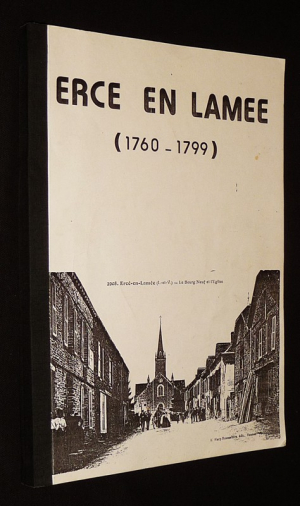 ERCE EN LAMEE
(1760-1799)
Ercé-en-Lamée (I.-et-V.) — Le Bourg Neuf et l'Eglise